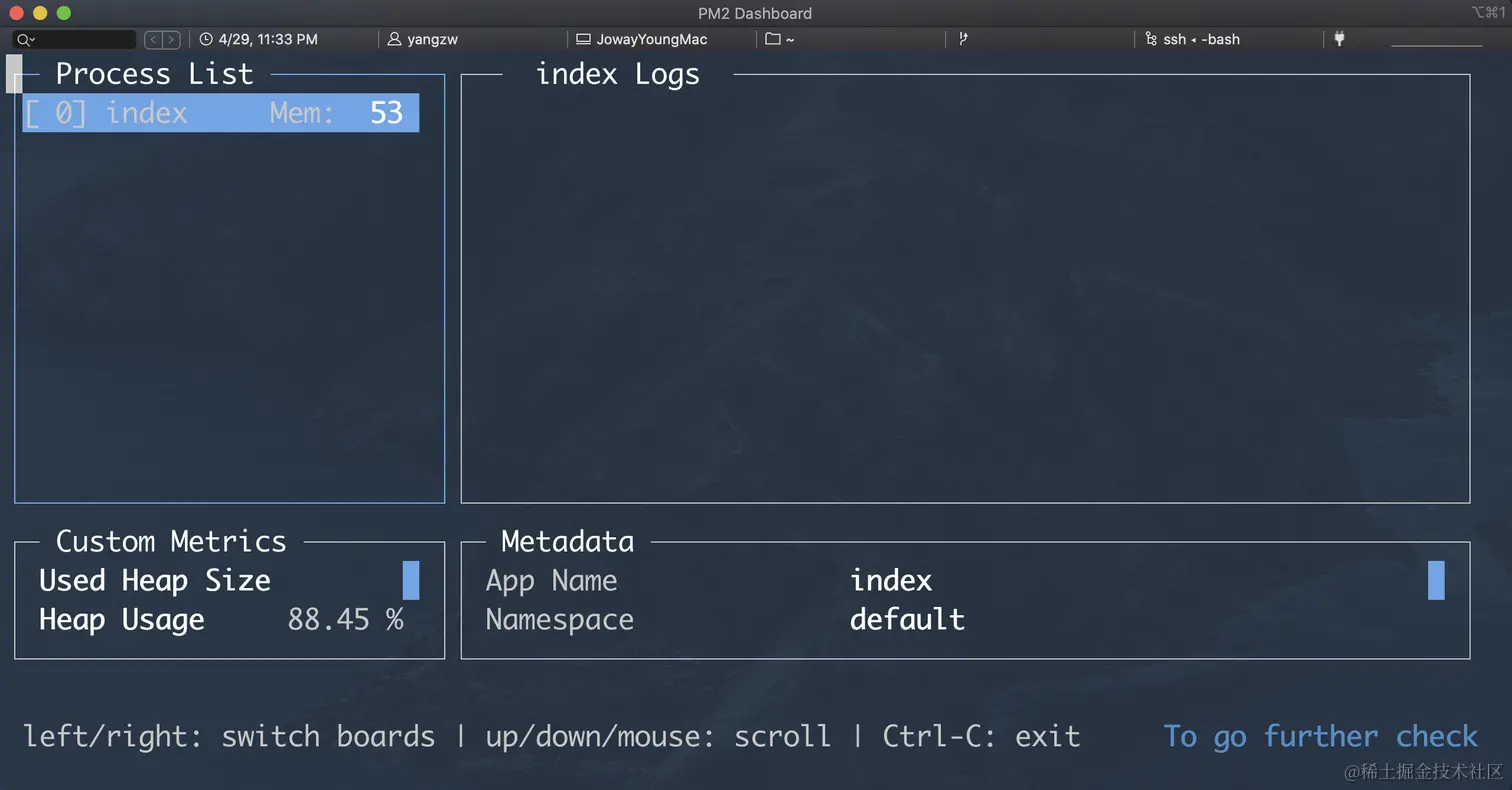 PM2 Dashboard
⌥⌘1
4/29, 11:33 PM
yangzw
JowayYoungMac
~
ssh ◂ -bash
Process List
[ 0] index Mem: 53
index Logs
Custom Metrics
Used Heap Size
Heap Usage 88.45 %
Metadata
App Name index
Namespace default
left/right: switch boards | up/down/mouse: scroll | Ctrl-C: exit To go further check
@稀土掘金技术社区